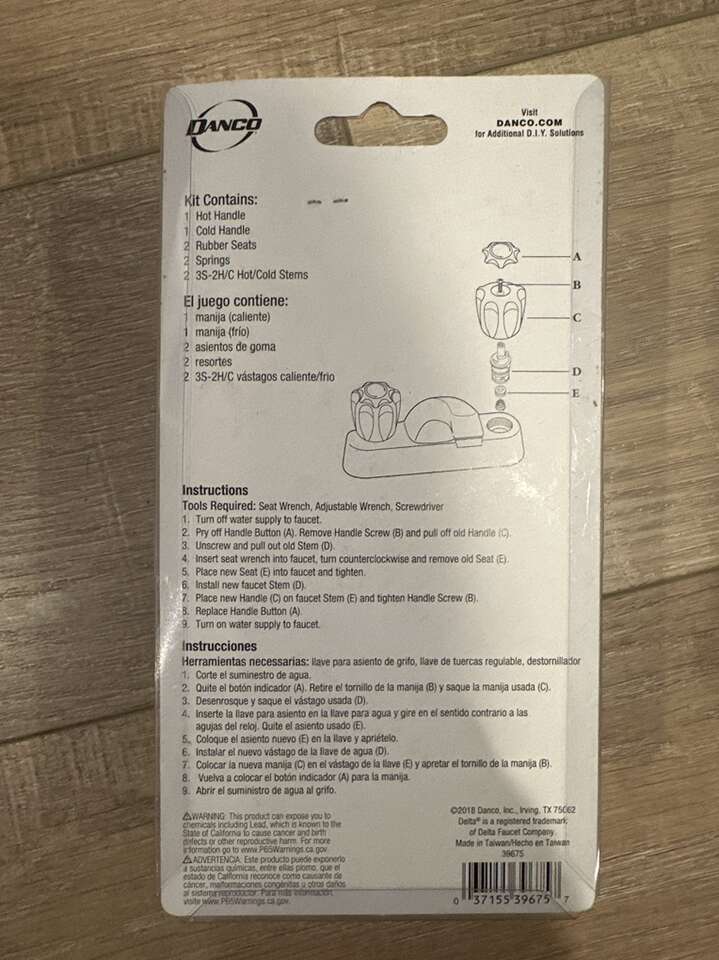 DANCO
Visit
DANCO.COM
for Additional D.I.Y. Solutions
Kit Contains:
1 Hot Handle
1 Cold Handle
2 Rubber Seats
2 Springs
2 3S-2H/C Hot/Cold Stems
El juego contiene:
1 manija (caliente)
1 manija (frío)
2 asientos de goma
2 resortes
2 3S-2H/C vástagos caliente/frio
A
B
C
D
E
Instructions
Tools Required: Seat Wrench, Adjustable Wrench, Screwdriver
1. Turn off water supply to faucet.
2. Pry off Handle Button (A). Remove Handle Screw (B) and pull off old Handle (C).
3. Unscrew and pull out old Stem (D).
4. Insert seat wrench into faucet, turn counterclockwise and remove old Seat (E).
5. Place new Seat (E) into faucet and tighten.
6. Install new faucet Stem (D).
7. Place new Handle (C) on faucet Stem (E) and tighten Handle Screw (B).
8. Replace Handle Button (A).
9. Turn on water supply to faucet.
Instrucciones
Herramientas necessarias: llave para asiento de grifo, llave de tuercas regulable, destornillador
1. Corte el suministro de agua.
2. Quite el botón indicador (A). Retire el tornillo de la manija (B) y saque la manija usada (C).
3. Desenrosque y saque el vástago usada (D).
4. Inserte la llave para asiento en la llave para agua y gire en el sentido contrario a las
agujas del reloj. Quite el asiento usado (E).
5. Coloque el asiento nuevo (E) en la llave y apriételo.
6. Instalar el nuevo vástago de la llave de agua (D).
7. Colocar la nueva manija (C) en el vástago de la llave (E) y apretar el tornillo de la manija (B).
8. Vuelva a colocar el botón indicador (A) para la manija.
9. Abrir el suministro de agua al grifo.
⚠WARNING: This product can expose you to
chemicals including Lead, which is known to the
State of California to cause cancer and birth
defects or other reproductive harm. For more
information go to www.P65Warnings.ca.gov.
⚠ADVERTENCIA: Este producto puede exponerlo
a sustancias químicas, entre ellas plomo, que el
estado de California reconoce como causante de
cáncer, malformaciones congénitas u otros daños
al sistema reproductor. Para más información
visite www.P65Warnings.ca.gov.
©2018 Danco, Inc., Irving, TX 75062
Delta® is a registered trademark
of Delta Faucet Company.
Made in Taiwan/Hecho en Taiwan
39675
0 37155 39675 7